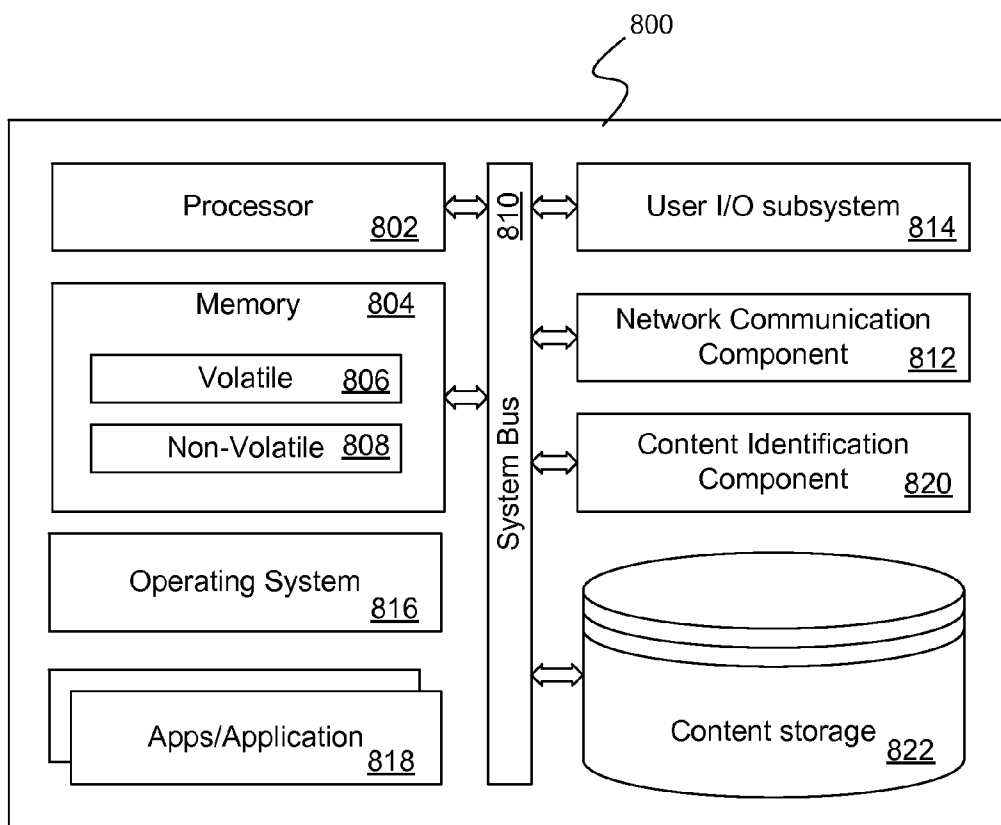 800
Processor
802
Memory 804
Volatile 806
Non-Volatile 808
Operating System
816
Apps/Application
818
System Bus 810
User I/O subsystem
814
Network Communication
Component 812
Content Identification
Component 820
Content storage
822